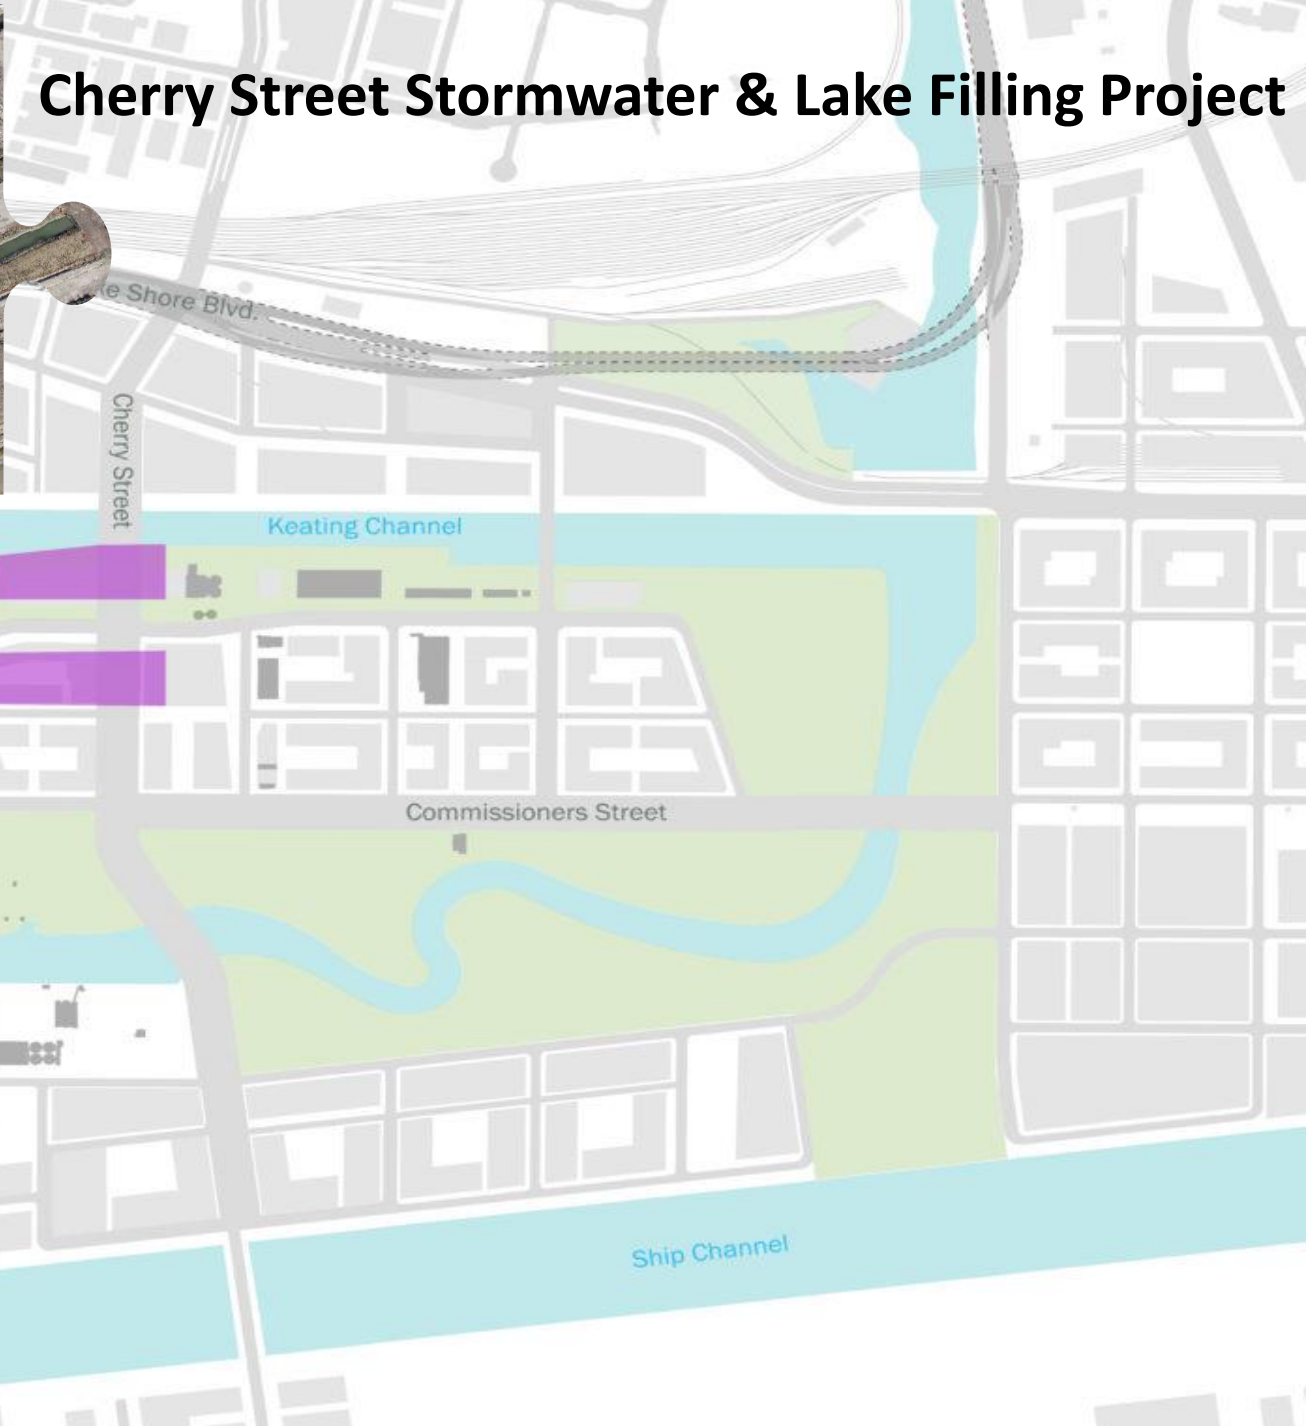 Cherry Street Stormwater & Lake Filling Project
e Shore Blvd.
Cherry Street
Keating Channel
Commissioners Street
Ship Channel